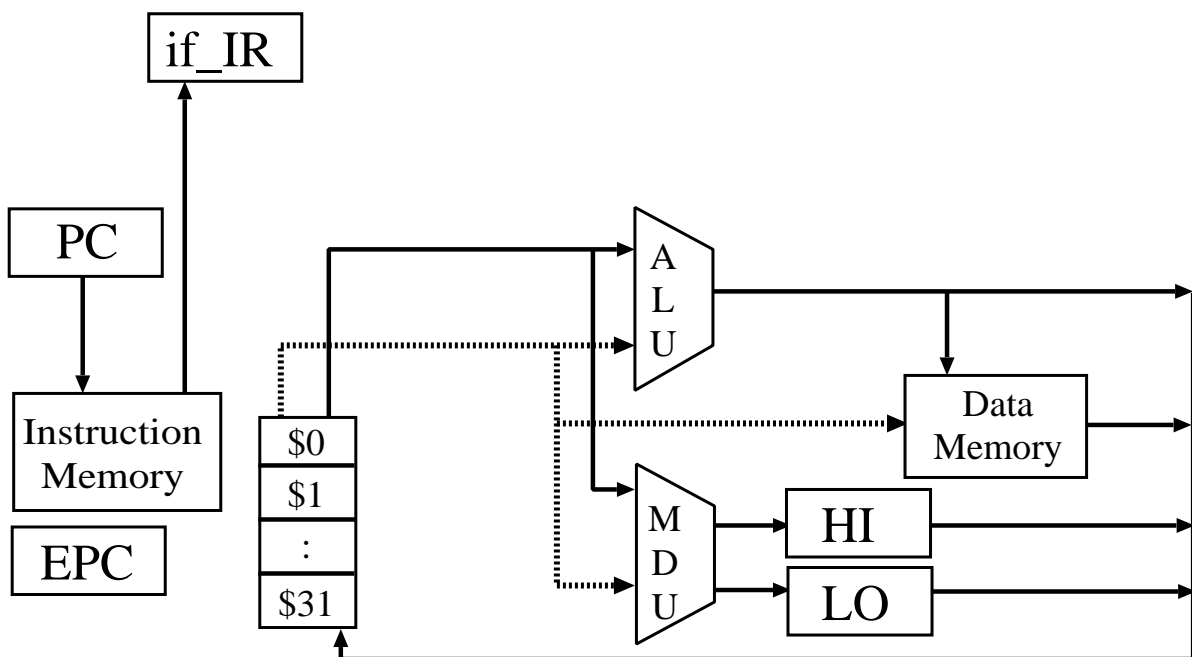 if_IR
PC
Instruction
Memory
EPC
$0
$1
:
$31
A
L
U
M
D
U
Data
Memory
HI
LO